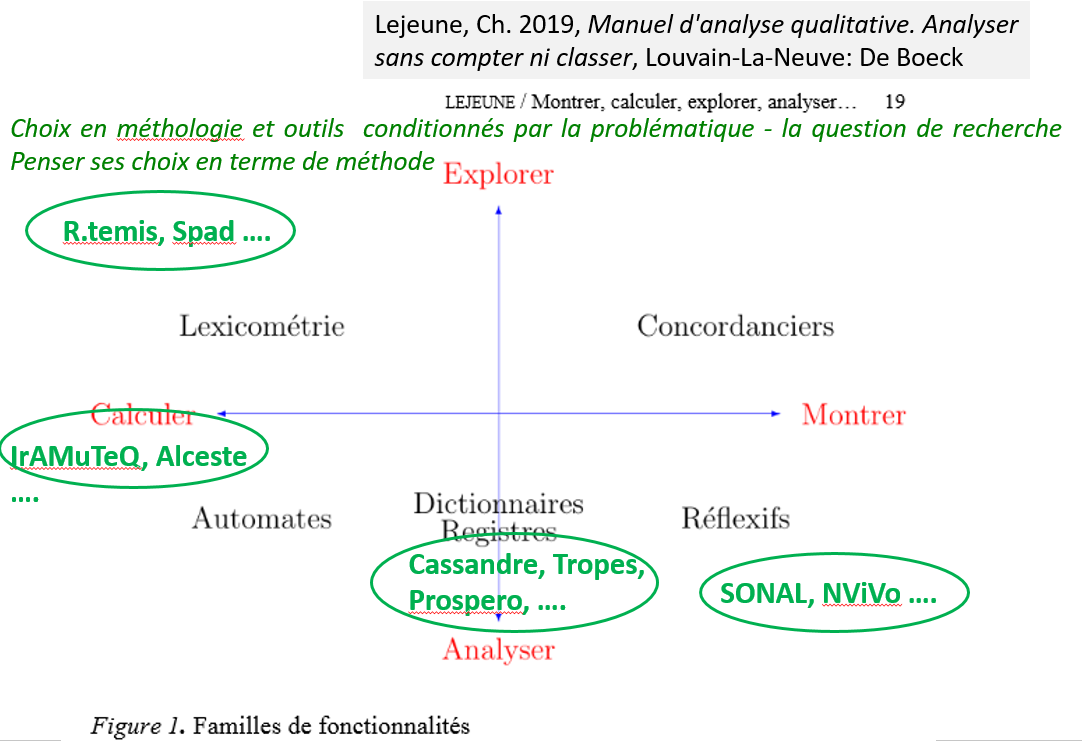 Lejeune, Ch. 2019, Manuel d'analyse qualitative. Analyser
sans compter ni classer, Louvain-La-Neuve: De Boeck
LEJEUNE / Montrer, calculer, explorer, analyser… 19
Choix en méthologie et outils conditionnés par la problématique - la question de recherche
Penser ses choix en terme de méthode
Explorer
R.temis, Spad ....
Lexicométrie
Concordanciers
Calculer
Montrer
IrAMuTeQ, Alceste
....
Automates
Dictionnaires
Registres
Réflexifs
Cassandre, Tropes,
Prospero, ....
SONAL, NViVo ....
Analyser
Figure 1. Familles de fonctionnalités